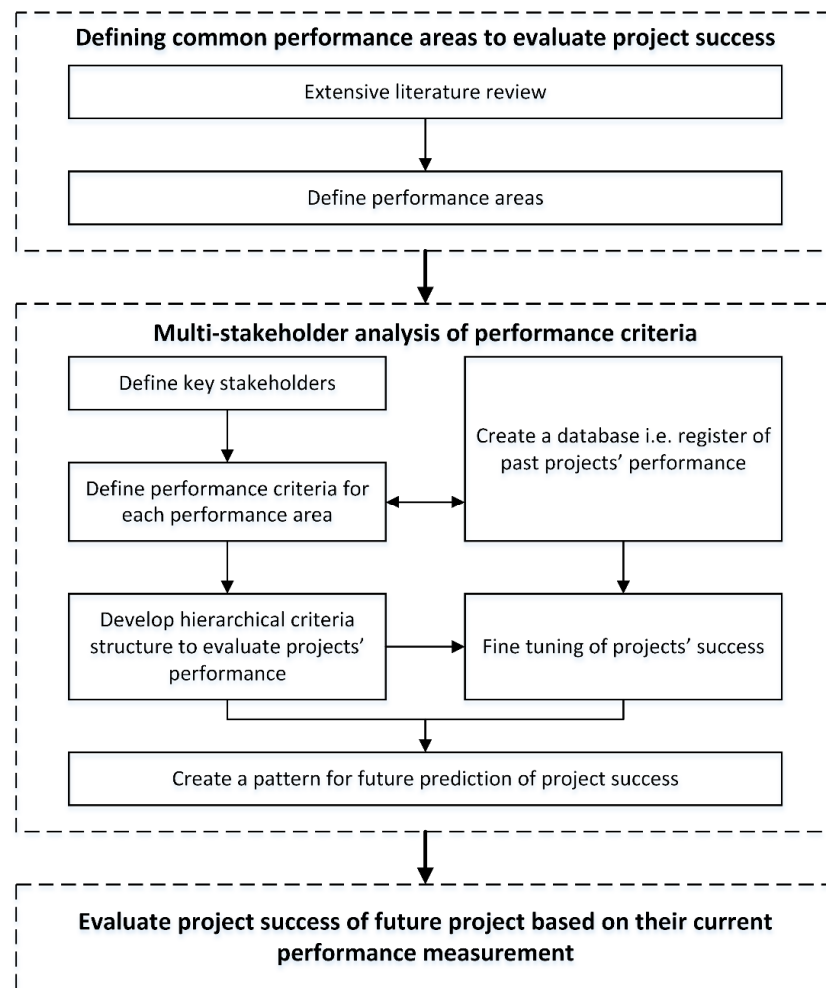 Defining common performance areas to evaluate project success
Extensive literature review
Define performance areas
Multi-stakeholder analysis of performance criteria
Define key stakeholders
Create a database i.e. register of
past projects’ performance
Define performance criteria for
each performance area
Develop hierarchical criteria
structure to evaluate projects’
performance
Fine tuning of projects’ success
Create a pattern for future prediction of project success
Evaluate project success of future project based on their current
performance measurement